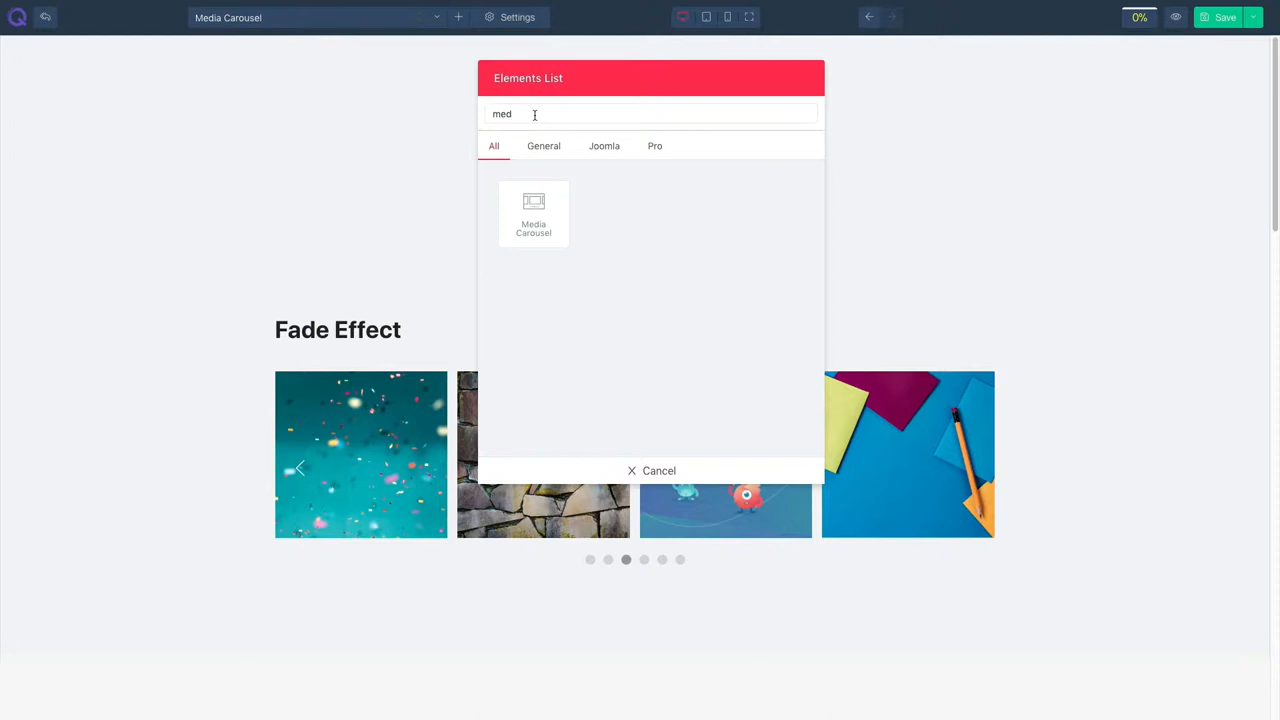 Media Carousel
Settings
0%
Save
Elements List
med
All
General
Joomla
Pro
Media
Carousel
Fade Effect
Cancel